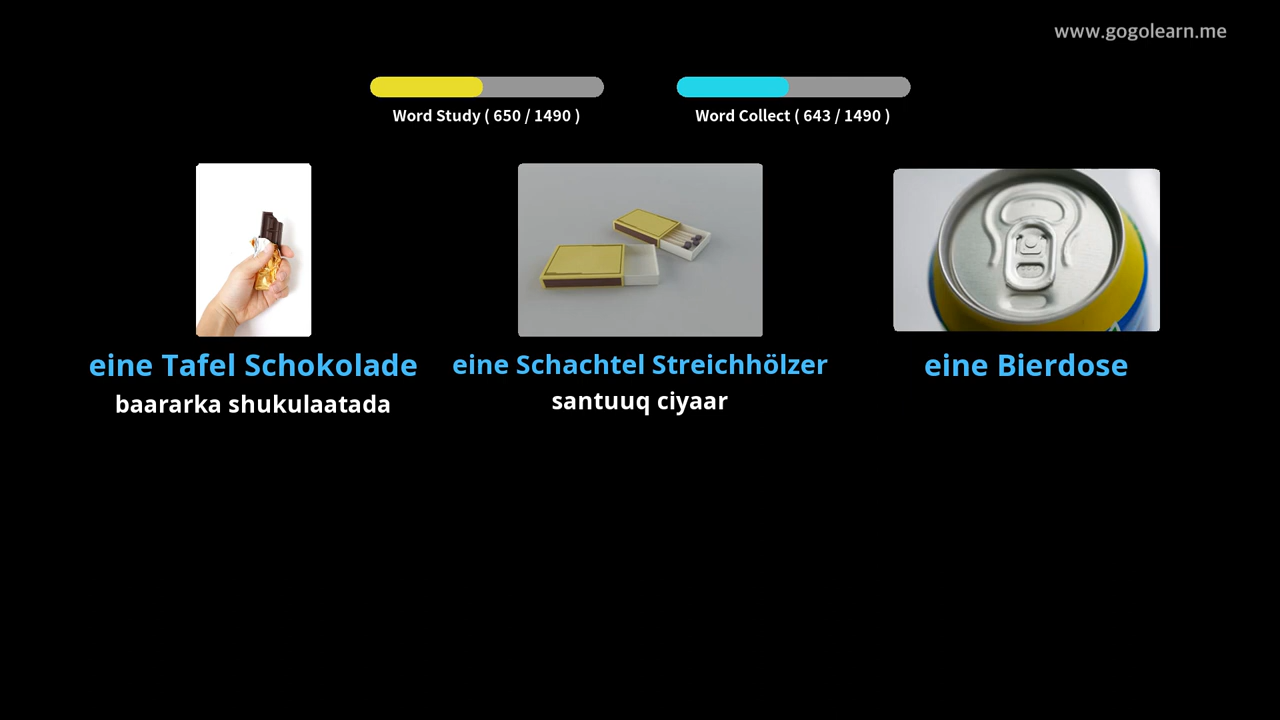 www.gogolearn.me
Word Study ( 650 / 1490 )
Word Collect ( 643 / 1490 )
eine Tafel Schokolade
baararka shukulaatada
eine Schachtel Streichhölzer
santuuq ciyaar
eine Bierdose